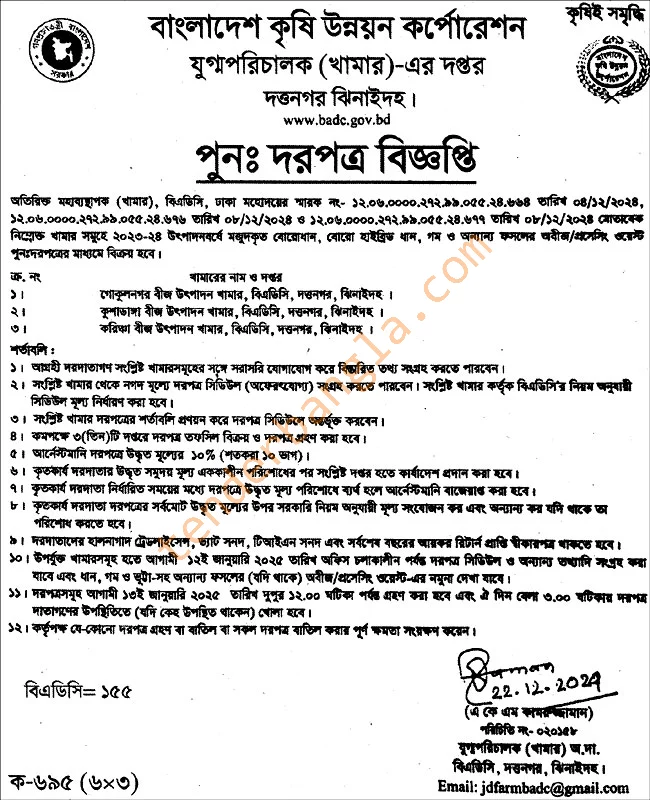 কৃষিই সমৃদ্ধি
বাংলাদেশ কৃষি উন্নয়ন কর্পোরেশন
যুগ্মপরিচালক (খামার)-এর দপ্তর
দত্তনগর ঝিনাইদহ।
www.badc.gov.bd
পুনঃ দরপত্র বিজ্ঞপ্তি
অতিরিক্ত মহাব্যস্থাপক (খামার), বিএডিসি, ঢাকা মহোদয়ের স্মারক নং- ১২.০৬.০০০০.২৭২.৯৯.০৫৫.২৪.৬৬৪ তারিখ ০৪/১২/২০২৪,
১২.০৬.০০০০.২৭২.৯৯.০৫৫.২৪.৬৭৬ তারিখ ০৮/১২/২০২৪ ও ১২.০৬.০০০০.২৭২.৯৯.০৫৫.২৪.৬৭৭ তারিখ ০৮/১২/২০২৪ মোতাবেক
নিম্নোক্ত খামার সমূহে ২০২৩-২৪ উৎপাদনবর্ষে মজুদকৃত বোরোধান, বোরো হাইব্রিড ধান, গম ও অন্যান্য ফসলের অবীজ/প্রসেসিং ওয়েস্ট
পুনঃদরপত্রের মাধ্যমে বিক্রয় হবে।
ক্র. নং খামারের নাম ও দপ্তর
১। গোকুলনগর বীজ উৎপাদন খামার, বিএডিসি, দত্তনগর, ঝিনাইদহ ।
২। কুশাডাঙ্গা বীজ উৎপাদন খামার, বিএডিসি, দত্তনগর, ঝিনাইদহ ।
৩। করিঞ্চা বীজ উৎপাদন খামার, বিএডিসি, দত্তনগর, ঝিনাইদহ ।
শর্তাবলি :
১। আগ্রহী দরদাতাগণ সংশ্লিষ্ট খামারসমূহের সঙ্গে সরাসরি যোগাযোগ করে বিস্তারিত তথ্য সংগ্রহ করতে পারবেন।
২। সংশ্লিষ্ট খামার থেকে নগদ মূল্যে দরপত্র সিডিউল (অফেরৎযোগ্য) সংগ্রহ করতে পারবেন। সংশ্লিষ্ট খামার কর্তৃক বিএডিসি'র নিয়ম অনুযায়ী
সিডিউল মূল্য নির্ধারণ করা হবে।
৩। সংশ্লিষ্ট খামার দরপত্রের শর্তাবলি প্রণয়ন করে দরপত্র সিডিউলে অন্তর্ভুক্ত করবেন।
৪। কমপক্ষে ৩(তিন)টি দপ্তরে দরপত্র তফসিল বিক্রয় ও দরপত্র গ্রহণ করা হবে।
৫। আর্নেস্টমানি দরপত্রে উদ্ধৃত মূল্যের ১০% (শতকরা ১০ ভাগ)।
৬। কৃতকার্য দরদাতার উদ্ধৃত সমুদয় মূল্য এককালীন পরিশোধের পর সংশ্লিষ্ট দপ্তর হতে কার্যাদেশ প্রদান করা হবে।
৭। কৃতকার্য দরদাতা নির্ধারিত সময়ের মধ্যে দরপত্রে উদ্ধৃত মূল্য পরিশোধে ব্যর্থ হলে আর্নেস্টমানি বাজেয়াপ্ত করা হবে।
৮। কৃতকার্য দরদাতা দরপত্রের সর্বমোট উদ্ধৃত মূল্যের উপর সরকারি নিয়ম অনুযায়ী মূল্য সংযোজন কর এবং অন্যান্য কর যদি থাকে তা
পরিশোধ করতে হবে।
৯। দরদাতাদের হালনাগাদ ট্রেডলাইসেন্স, ভ্যাট সনদ, টিআইএন সনদ এবং সর্বশেষ বছরের আয়কর রিটার্ন প্রাপ্তি স্বীকারপত্র থাকতে হবে।
১০। উপর্যুক্ত খামারসমূহ হতে আগামী ১২ই জানুয়ারি ২০২৫ তারিখ অফিস চলাকালীন পর্যন্ত দরপত্র সিডিউল ও অন্যান্য তথ্যাদি সংগ্রহ করা
যাবে এবং ধান, গম ও ভুট্টা-সহ অন্যান্য ফসলের (যদি থাকে) অবীজ/প্রসেসিং ওয়েস্ট-এর নমুনা দেখা যাবে।
১১। দরপত্রসমূহ আগামী ১৩ই জানুয়ারি ২০২৫ তারিখ দুপুর ১২.০০ ঘটিকা পর্যন্ত গ্রহণ করা হবে এবং ঐ দিন বেলা ৩.০০ ঘটিকায় দরপত্র
দাতাগণের উপস্থিতিতে (যদি কেহ উপস্থিত থাকেন) খোলা হবে।
১২। কর্তৃপক্ষ যে-কোনো দরপত্র গ্রহণ বা বাতিল বা সকল দরপত্র বাতিল করার পূর্ণ ক্ষমতা সংরক্ষণ করেন।
tenderbangla.com
22.12.2024
(এ কে এম কামরুজ্জামান)
পরিচিতি নং- ০২০১৫৮
যুগ্মপরিচালক (খামার) অ.দা.
বিএডিসি, দত্তনগর, ঝিনাইদহ।
Email: jdfarmbadc@gmail.com
বিএডিসি= ১৫৫
ক-৬৯৫ (৬×৩)